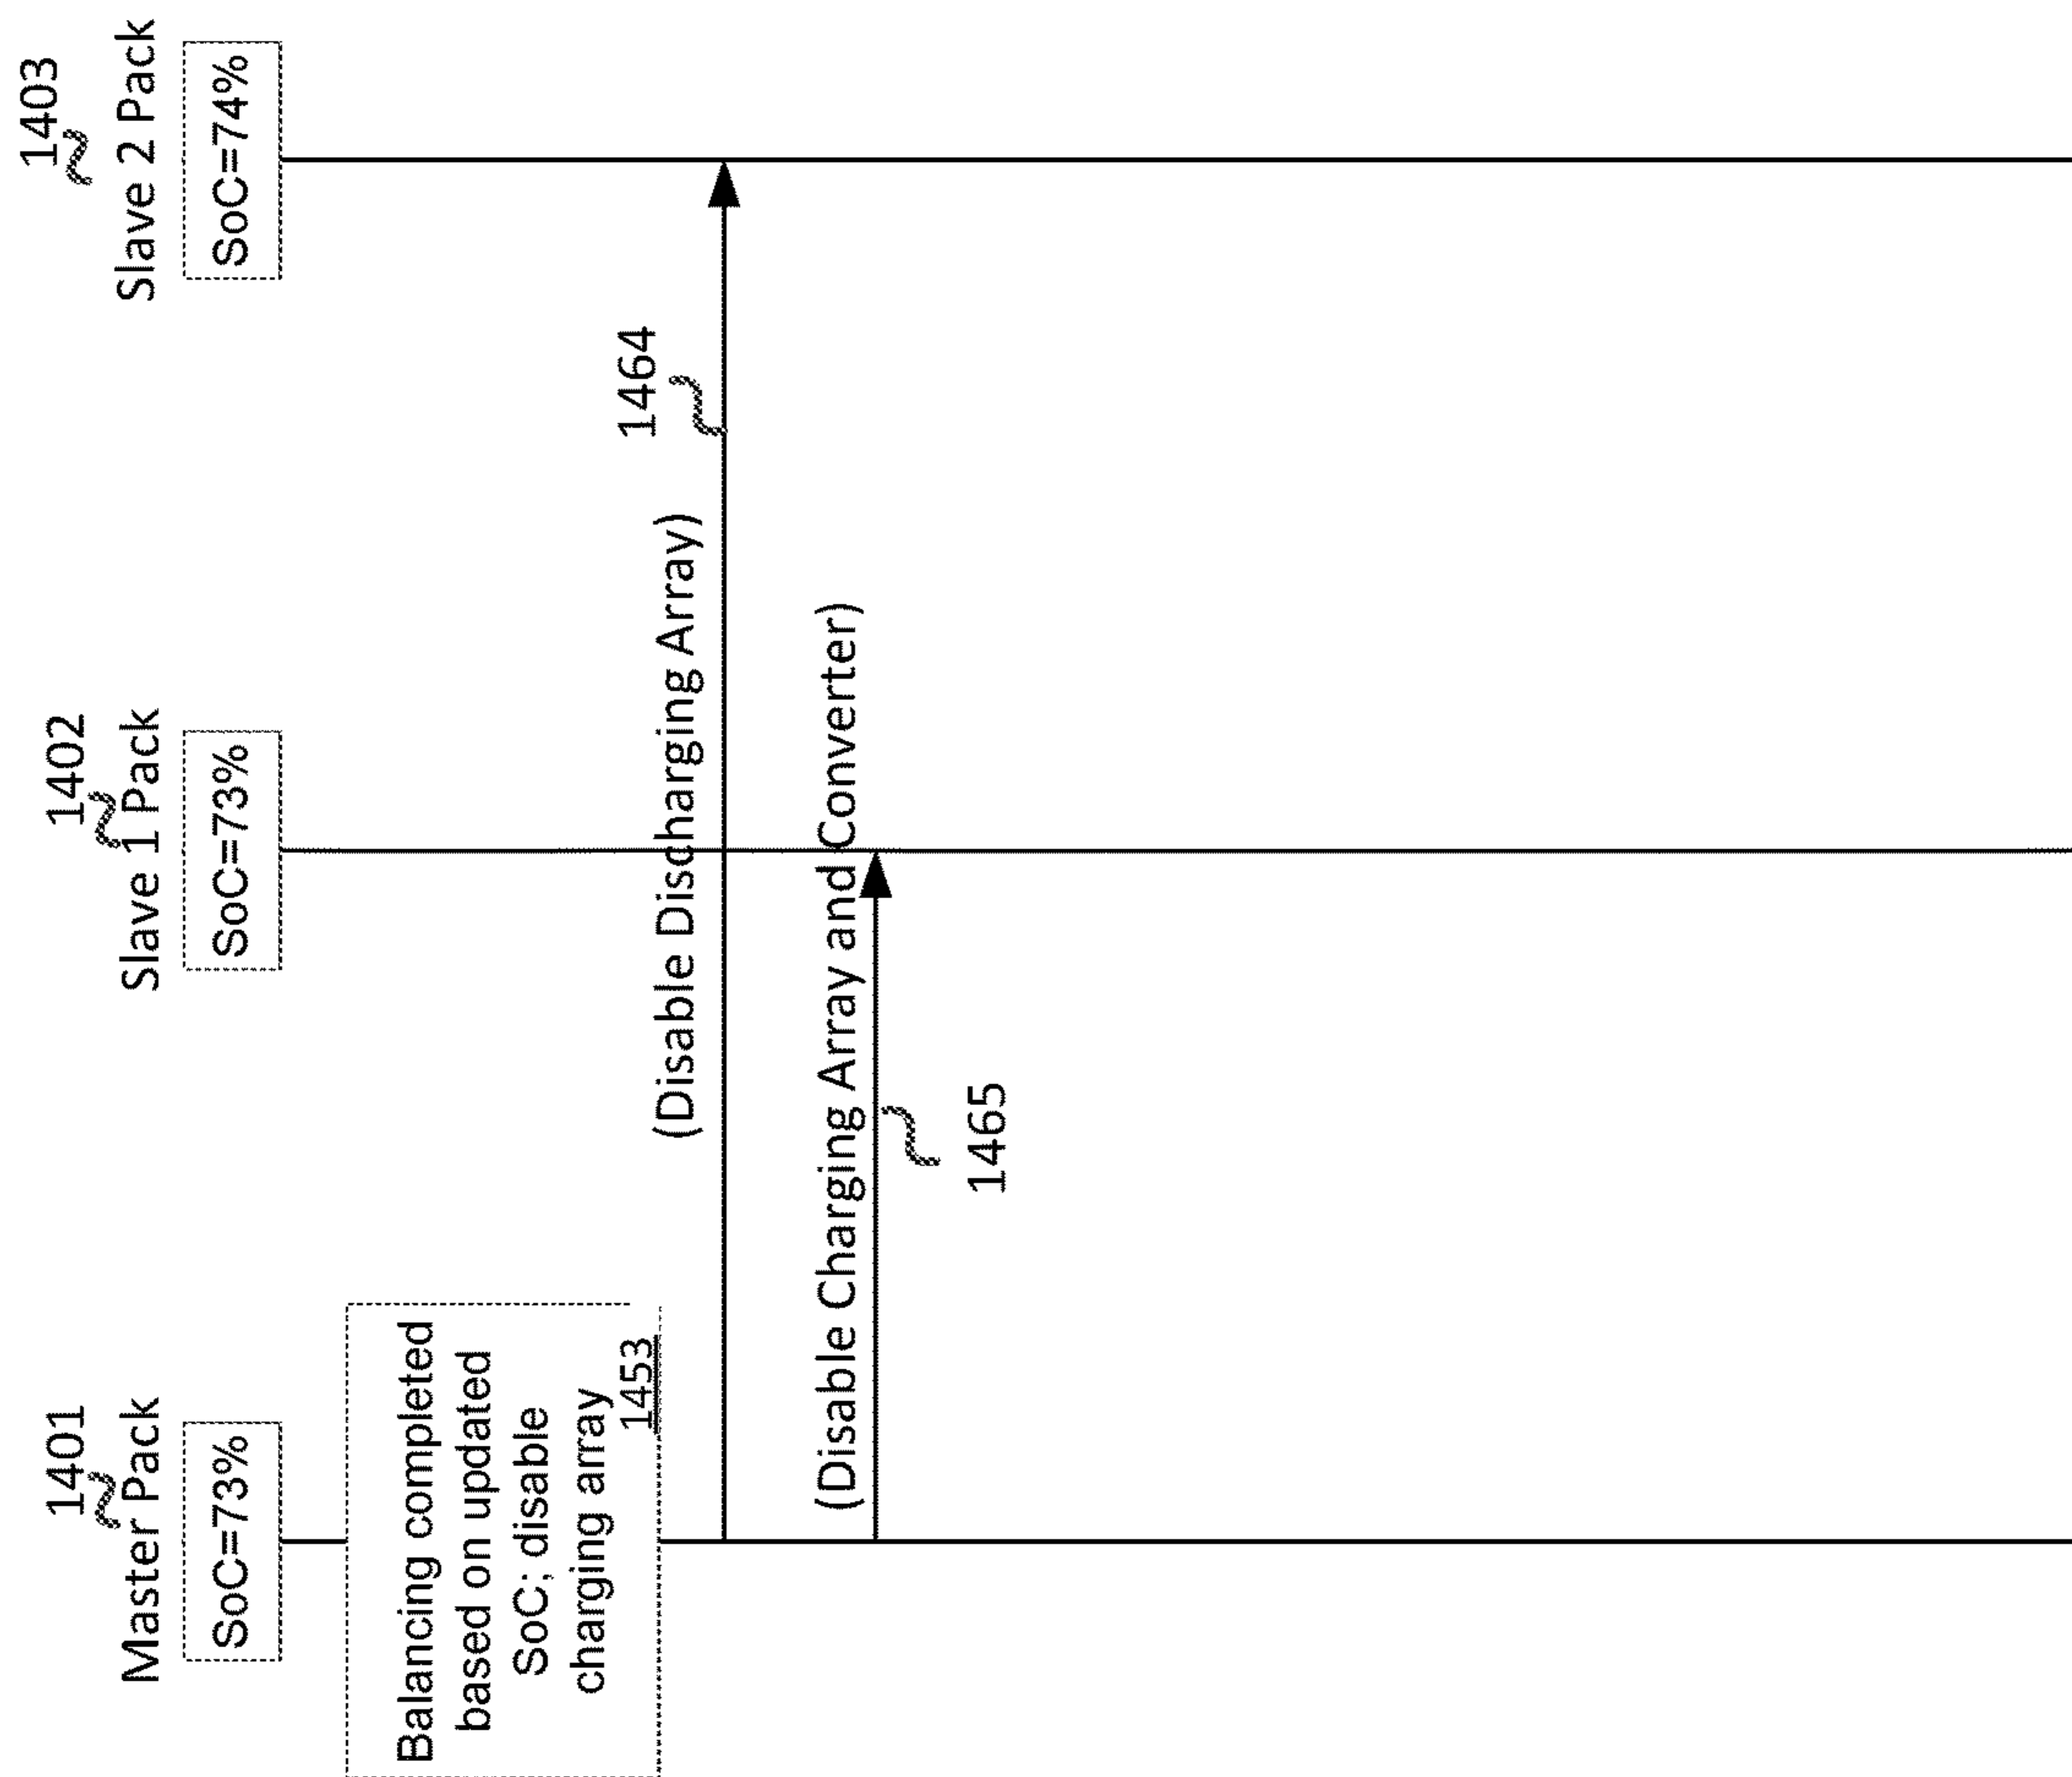 1401
Master Pack
SoC=73%
1402
Slave 1 Pack
SoC=73%
1403
Slave 2 Pack
SoC=74%
Balancing completed
based on updated
SoC; disable
charging array
1453
(Disable Discharging Array)
1464
(Disable Charging Array and Converter)
1465